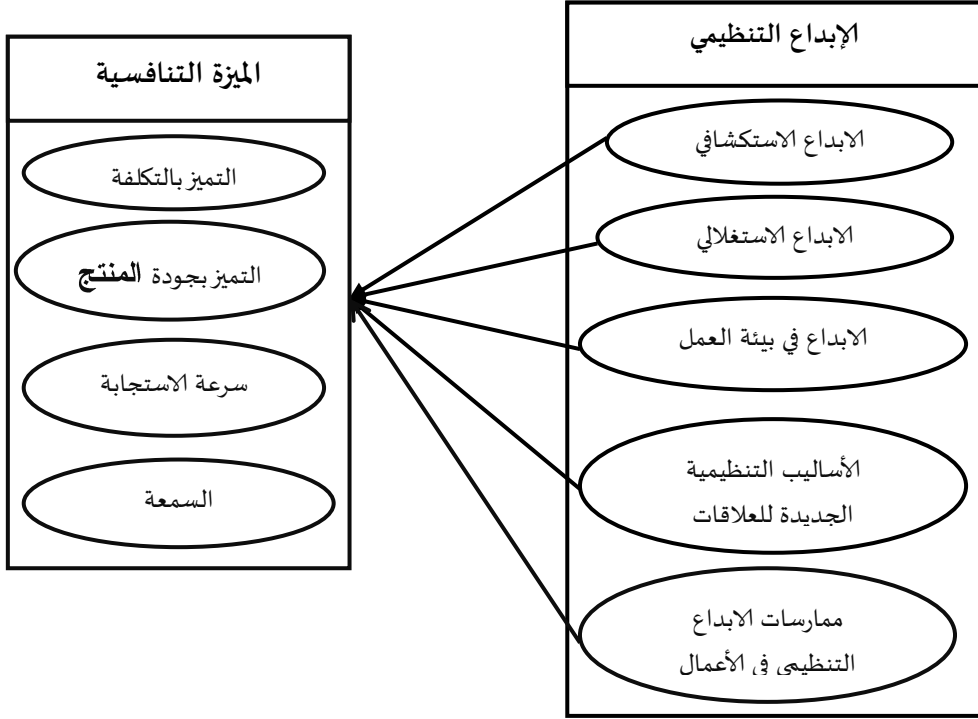 الإبداع التنظيمي
الابداع الاستكشافي
الابداع الاستغلالي
الابداع في بيئة العمل
الأساليب التنظيمية
الجديدة للعلاقات
ممارسات الابداع
التنظيمي في الأعمال
الميزة التنافسية
التميز بالتكلفة
التميز بجودة المنتج
سرعة الاستجابة
السمعة